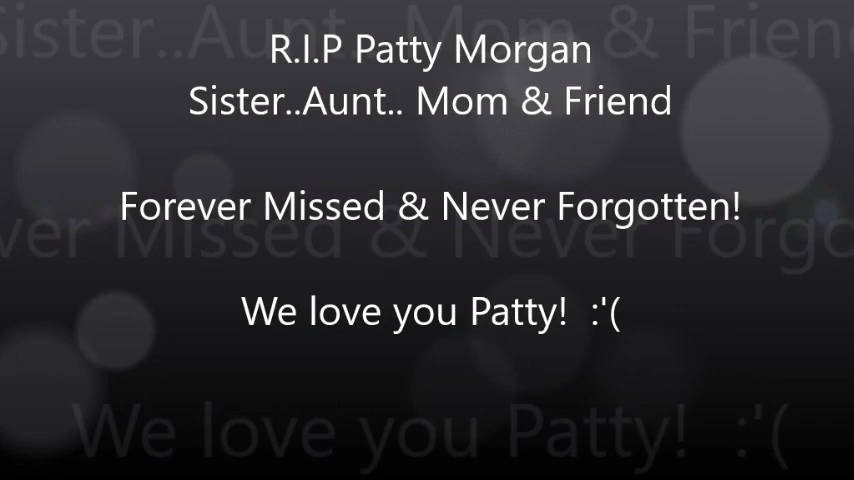 R.I.P Patty Morgan
Sister..Aunt.. Mom & Friend
Forever Missed & Never Forgotten!
We love you Patty!  :'(